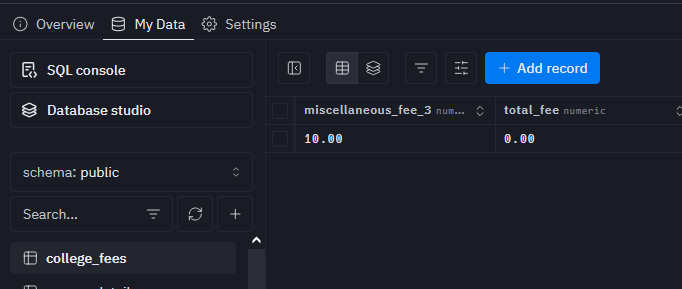 Overview My Data Settings
SQL console
Database studio
schema: public
Search...
college_fees
Add record
miscellaneous_fee_3 num... total_fee numeric
10.00 0.00